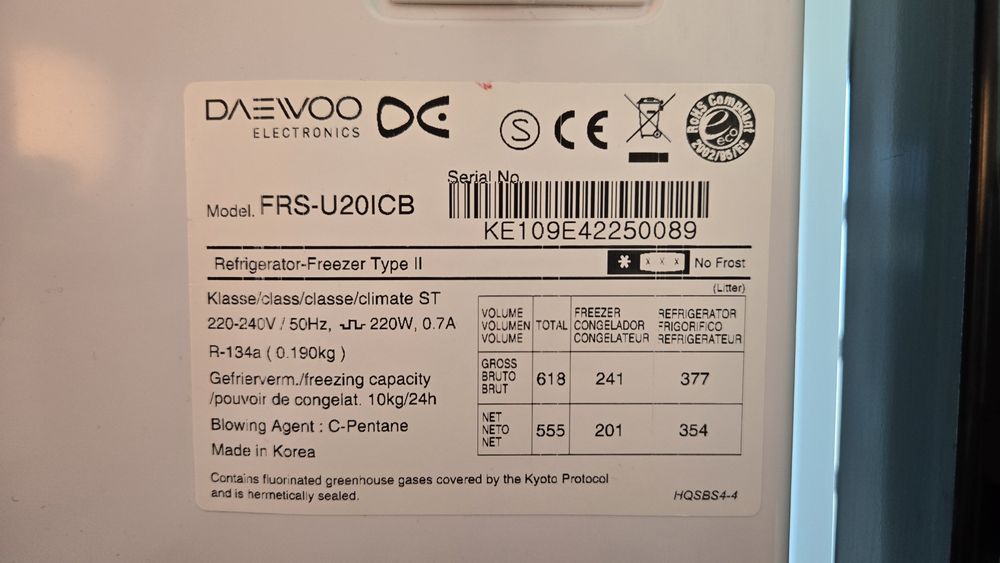 DAEWOO
ELECTRONICS
S CE
RoHS Compliant
eco
2002/95/EC
Serial No.
Model. FRS-U20ICB
KE109E42250089
Refrigerator-Freezer Type II
* x x x No Frost
(Litter)
Klasse/class/classe/climate ST
220-240V / 50Hz, 220W, 0.7A
R-134a ( 0.190kg )
Gefrierverm./freezing capacity
/pouvoir de congelat. 10kg/24h
Blowing Agent : C-Pentane
Made in Korea
VOLUME FREEZER REFRIGERATOR
VOLUMEN TOTAL CONGELADOR FRIGORIFICO
VOLUME CONGELATEUR REFRIGERATEUR
GROSS
BRUTO 618 241 377
BRUT
NET
NETO 555 201 354
NET
Contains fluorinated greenhouse gases covered by the Kyoto Protocol
and is hermetically sealed.
HQSBS4-4